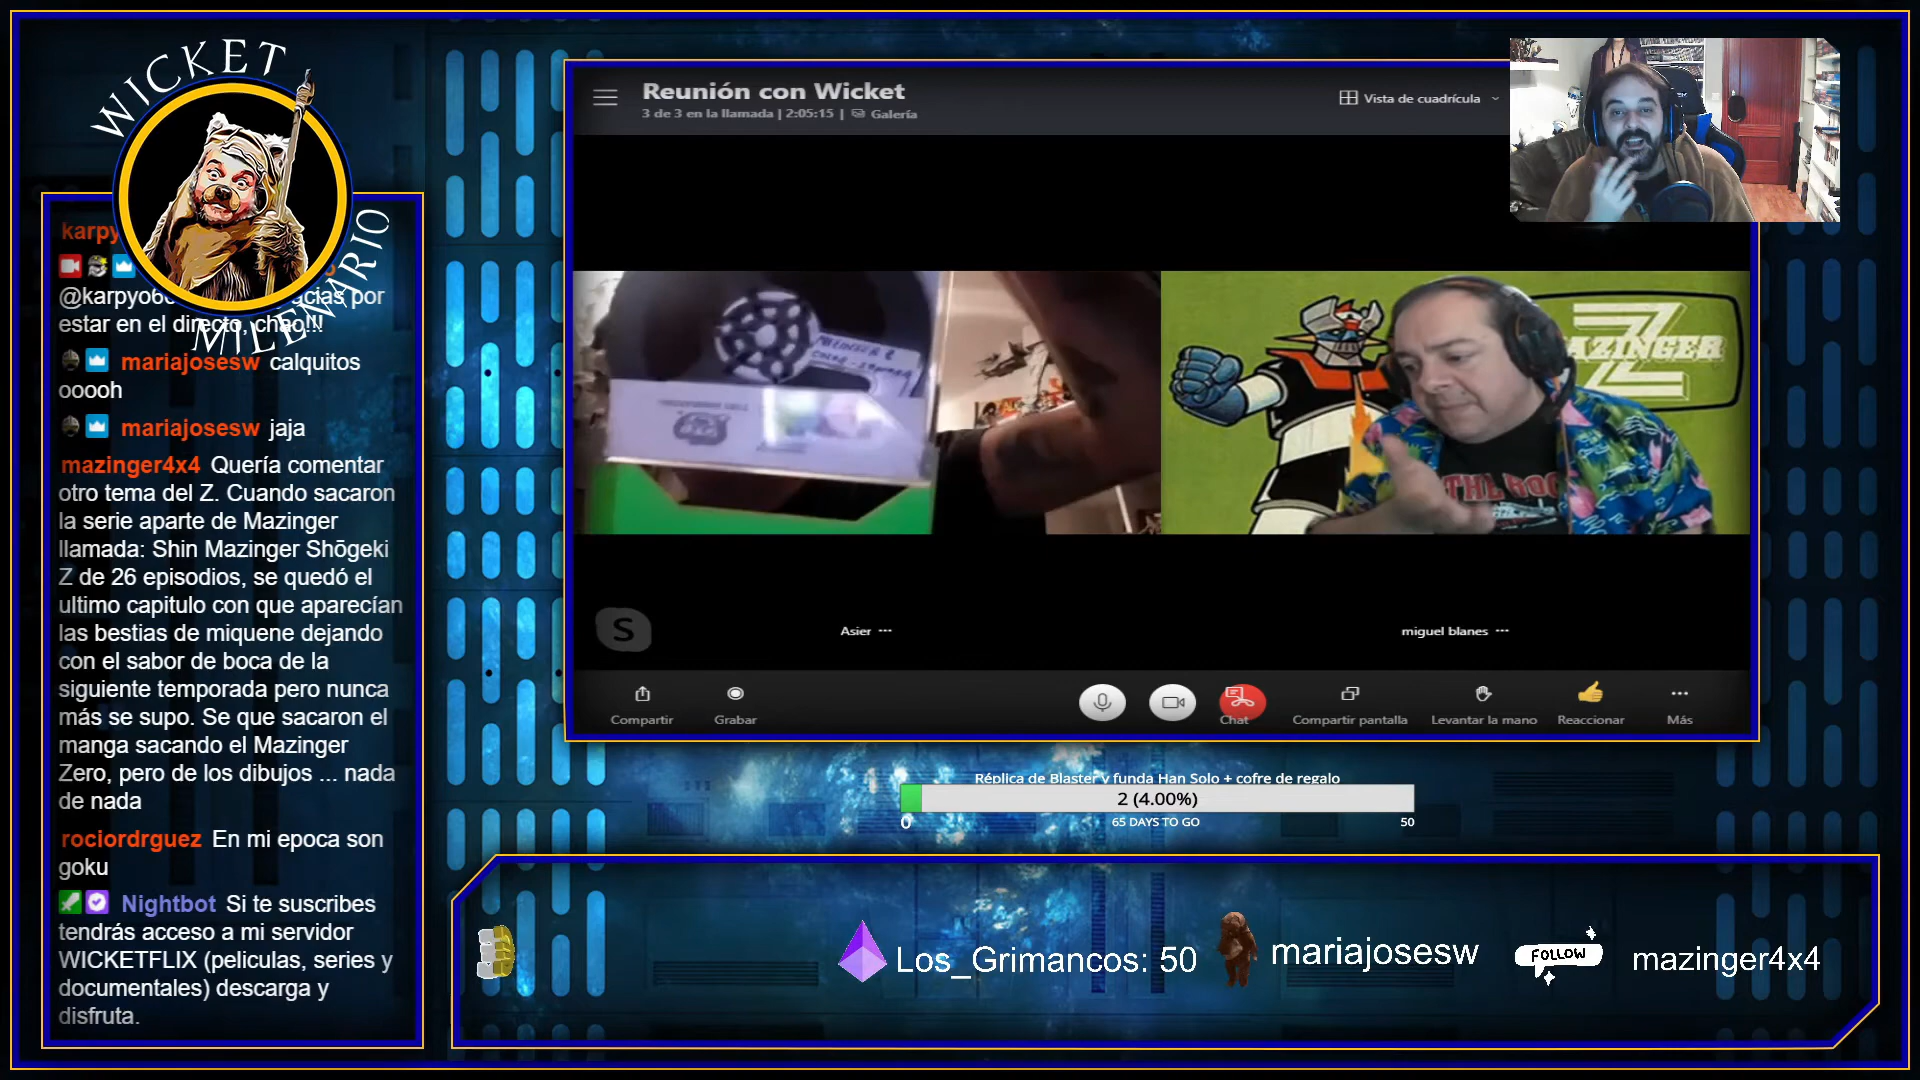 WICKET
MILENARIO
karpy
@karpyo6
cias por
estar en el directo, chao!!!
mariajosesw calquitos
ooooh
mariajosesw jaja
mazinger4x4 Quería comentar
otro tema del Z. Cuando sacaron
la serie aparte de Mazinger
llamada: Shin Mazinger Shōgeki
Z de 26 episodios, se quedó el
ultimo capitulo con que aparecían
las bestias de miquene dejando
con el sabor de boca de la
siguiente temporada pero nunca
más se supo. Se que sacaron el
manga sacando el Mazinger
Zero, pero de los dibujos ... nada
de nada
rociordrguez En mi epoca son
goku
Nightbot Si te suscribes
tendrás acceso a mi servidor
WICKETFLIX (peliculas, series y
documentales) descarga y
disfruta.
Reunión con Wicket
3 de 3 en la llamada | 2:05:15 | Galería
Vista de cuadrícula
Z
AZINGER
THE ROC
S
Asier ···
miguel blanes ···
Compartir
Grabar
Chat
Compartir pantalla
Levantar la mano
Reaccionar
Más
Réplica de Blaster y funda Han Solo + cofre de regalo
2 (4.00%)
0
65 DAYS TO GO
50
Los_Grimancos: 50
mariajosesw
FOLLOW
mazinger4x4